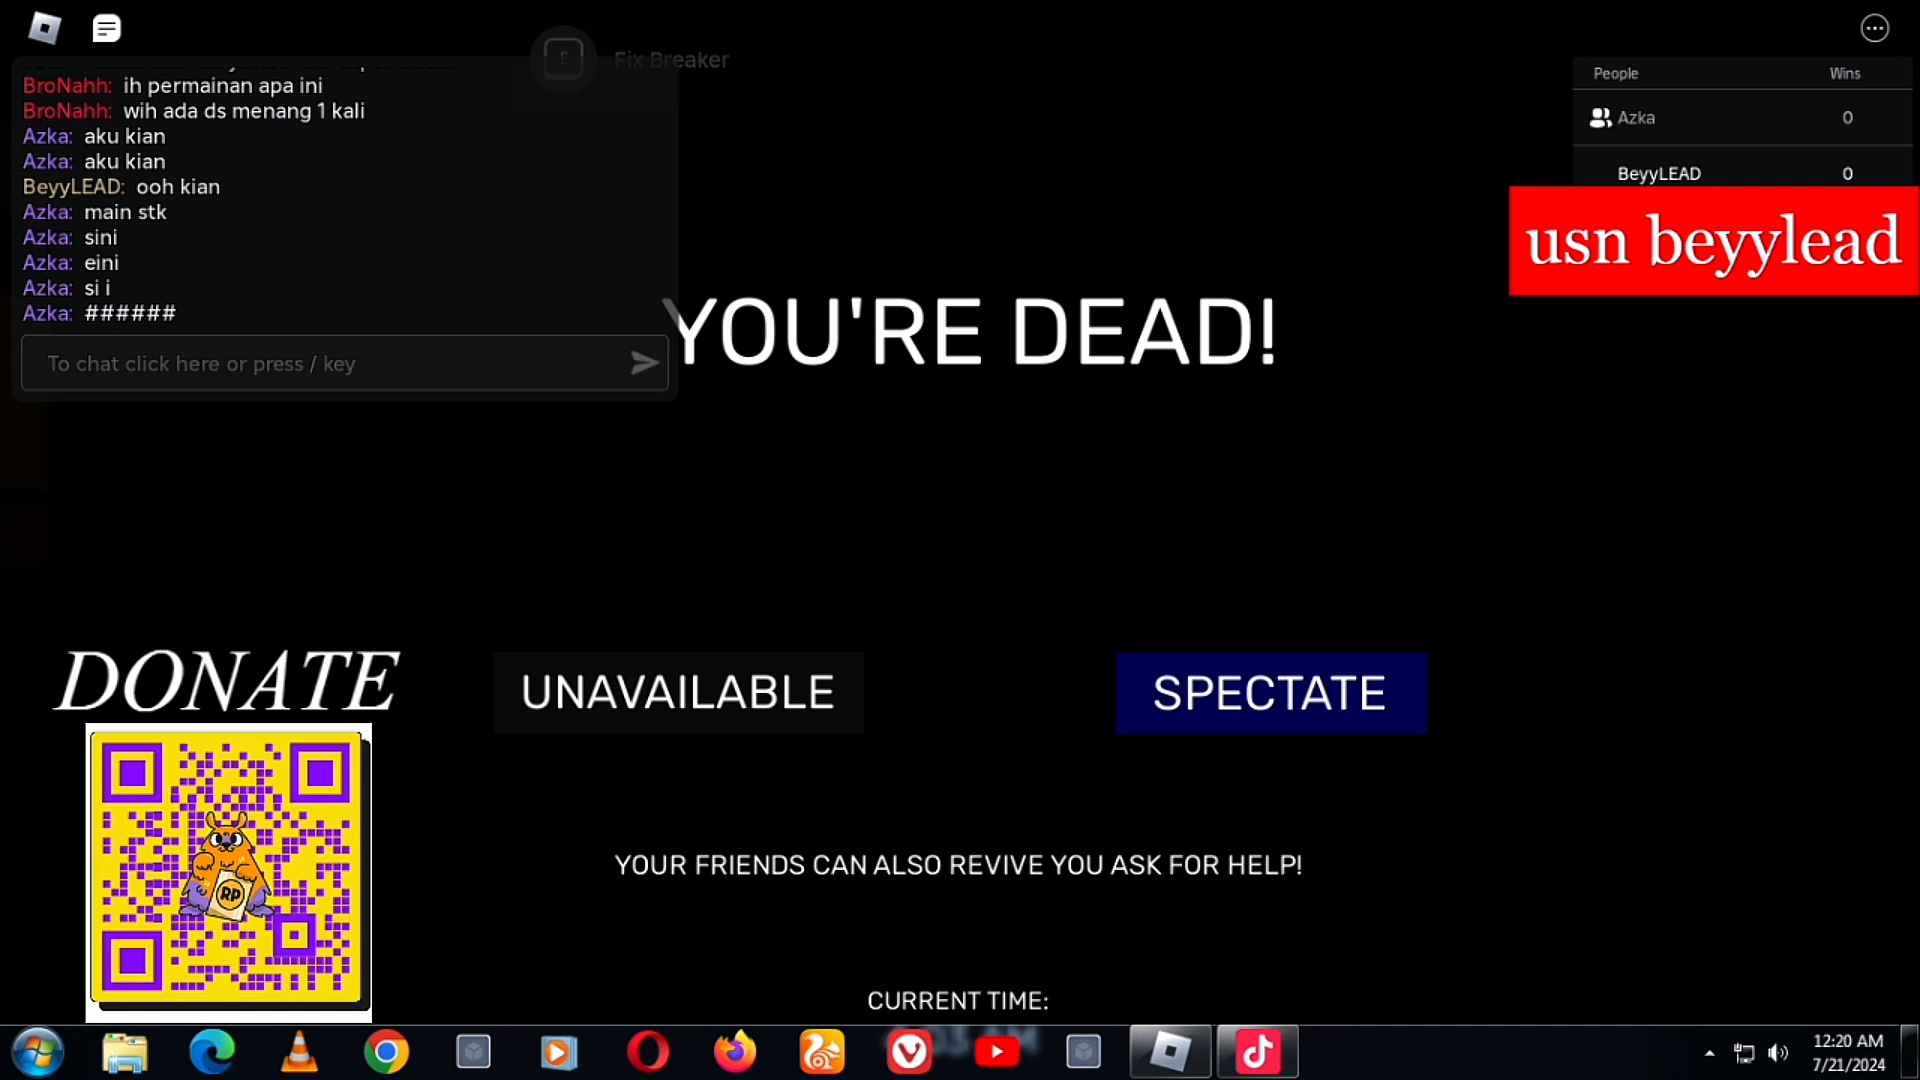 E Fix Breaker
BroNahh: ih permainan apa ini
BroNahh: wih ada ds menang 1 kali
Azka: aku kian
Azka: aku kian
BeyyLEAD: ooh kian
Azka: main stk
Azka: sini
Azka: eini
Azka: si i
Azka: ######
To chat click here or press / key
People Wins
Azka 0
BeyyLEAD 0
usn beyylead
YOU'RE DEAD!
DONATE
UNAVAILABLE
SPECTATE
RP
YOUR FRIENDS CAN ALSO REVIVE YOU ASK FOR HELP!
CURRENT TIME:
12:20 AM
7/21/2024